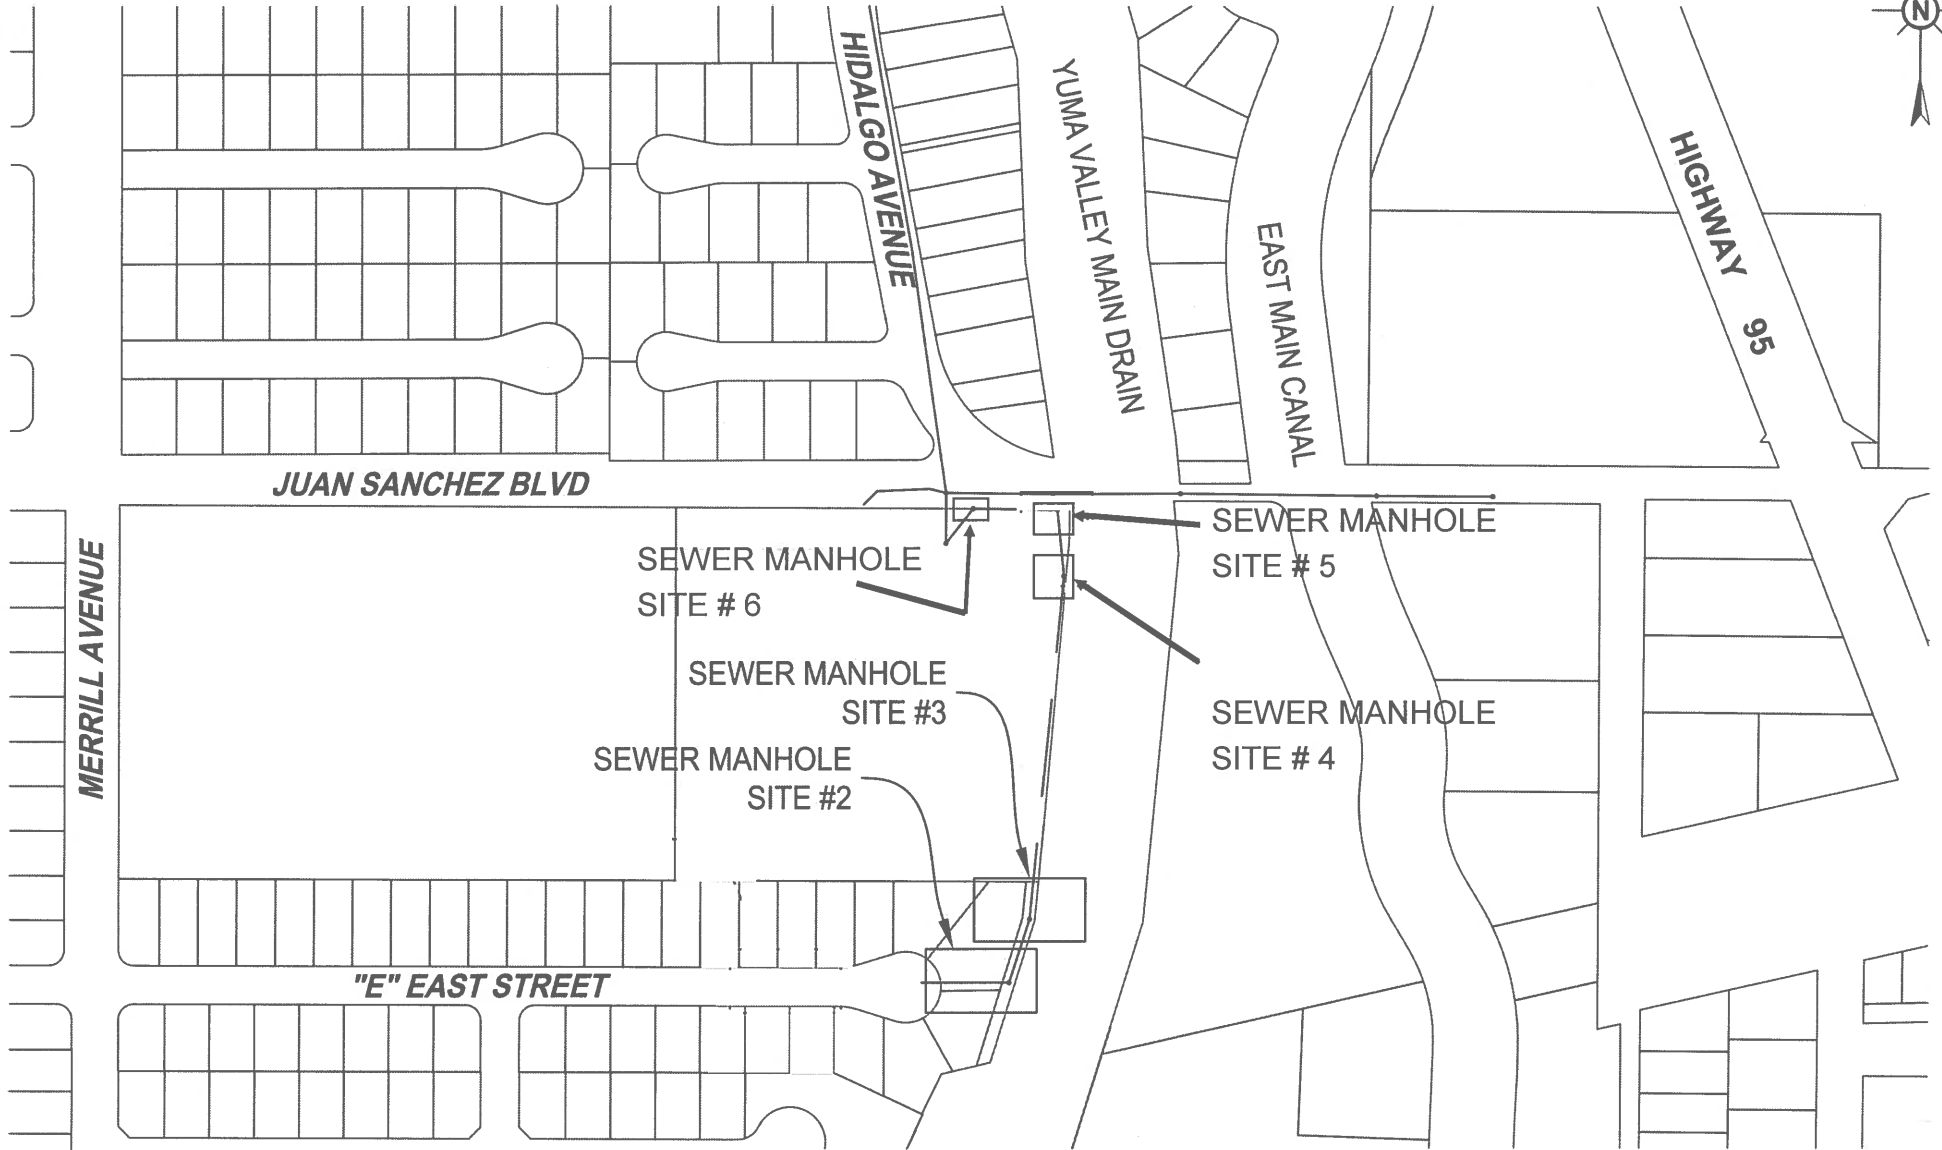 N
HIDALGO AVENUE
YUMA VALLEY MAIN DRAIN
EAST MAIN CANAL
HIGHWAY 95
JUAN SANCHEZ BLVD
MERRILL AVENUE
SEWER MANHOLE
SITE # 5
SEWER MANHOLE
SITE # 6
SEWER MANHOLE
SITE #3
SEWER MANHOLE
SITE # 4
SEWER MANHOLE
SITE #2
"E" EAST STREET